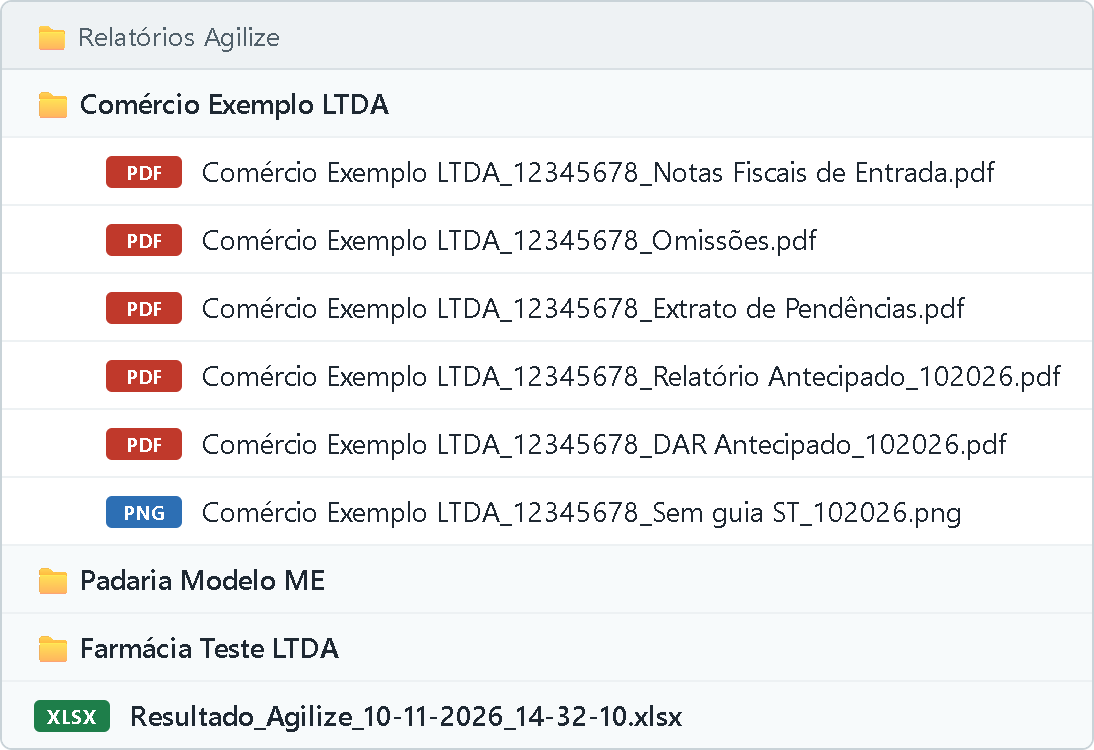 Relatórios Agilize
Comércio Exemplo LTDA
PDF Comércio Exemplo LTDA_12345678_Notas Fiscais de Entrada.pdf
PDF Comércio Exemplo LTDA_12345678_Omissões.pdf
PDF Comércio Exemplo LTDA_12345678_Extrato de Pendências.pdf
PDF Comércio Exemplo LTDA_12345678_Relatório Antecipado_102026.pdf
PDF Comércio Exemplo LTDA_12345678_DAR Antecipado_102026.pdf
PNG Comércio Exemplo LTDA_12345678_Sem guia ST_102026.png
Padaria Modelo ME
Farmácia Teste LTDA
XLSX Resultado_Agilize_10-11-2026_14-32-10.xlsx